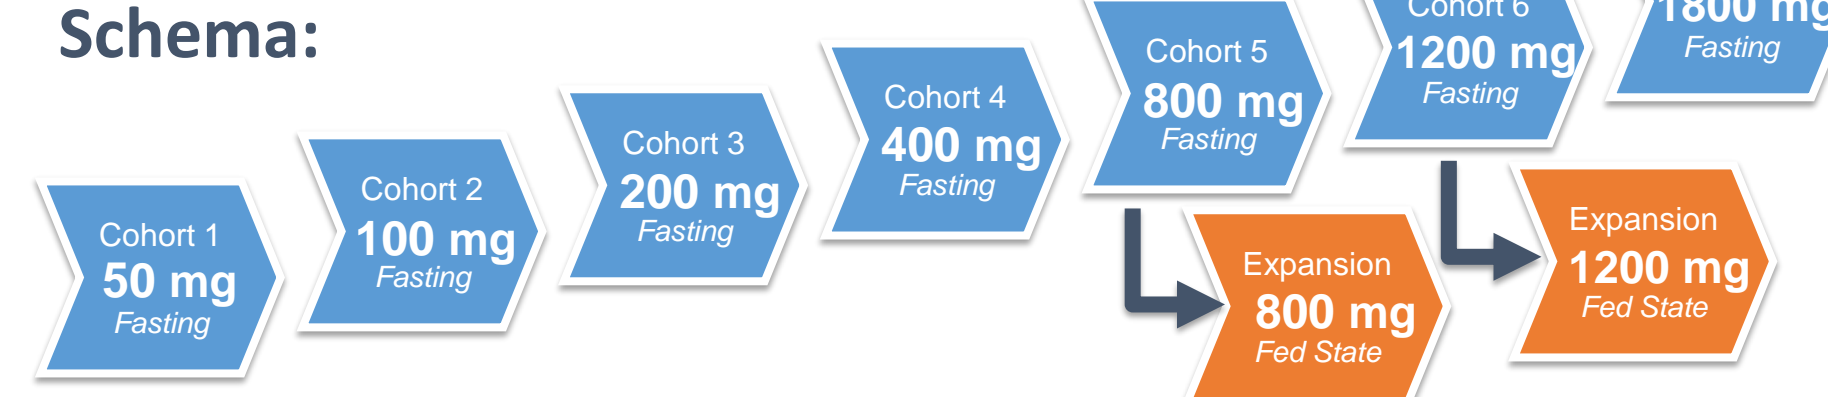 Schema:
Cohort 1
50 mg
Fasting
Cohort 2
100 mg
Fasting
Cohort 3
200 mg
Fasting
Cohort 4
400 mg
Fasting
Cohort 5
800 mg
Fasting
Cohort 6
1200 mg
Fasting
1800 mg
Fasting
Expansion
800 mg
Fed State
Expansion
1200 mg
Fed State